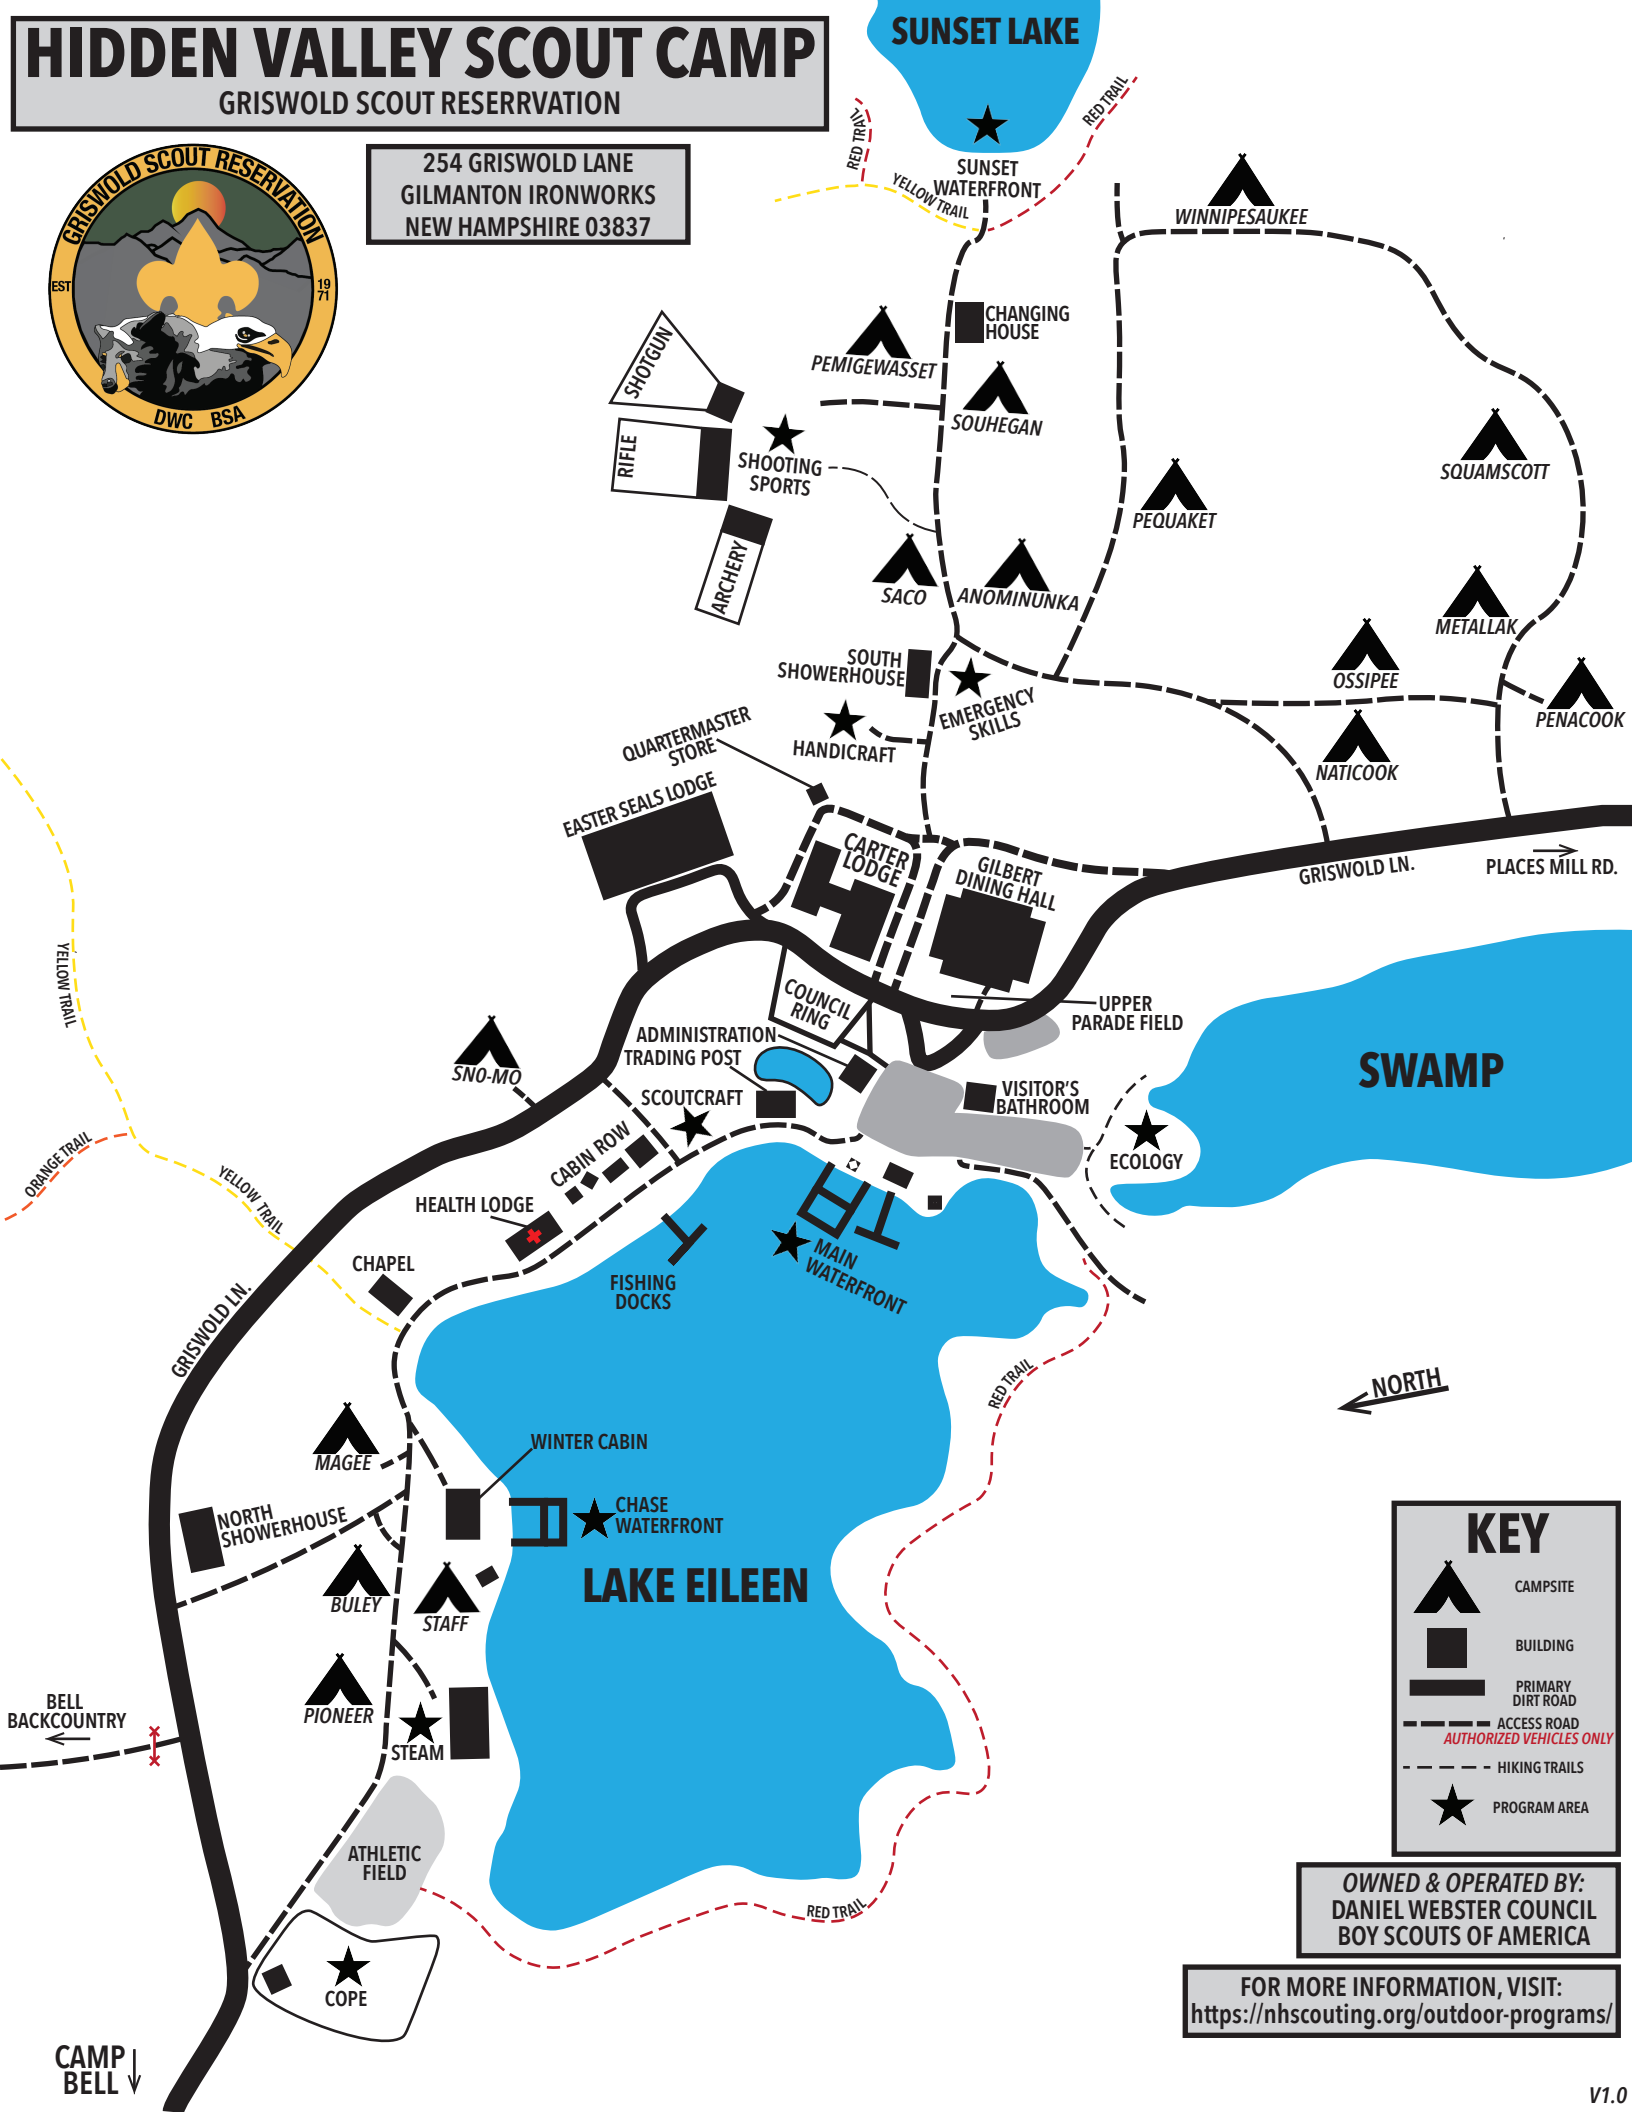 HIDDEN VALLEY SCOUT CAMP
GRISWOLD SCOUT RESERRVATION
254 GRISWOLD LANE
GILMANTON IRONWORKS
NEW HAMPSHIRE 03837
GRISWOLD SCOUT RESERVATION
EST
19
71
DWC BSA
SUNSET LAKE
RED TRAIL
RED TRAIL
YELLOW TRAIL
SUNSET
WATERFRONT
WINNIPESAUKEE
CHANGING
HOUSE
PEMIGEWASSET
SOUHEGAN
SHOTGUN
RIFLE
ARCHERY
SHOOTING
SPORTS
SQUAMSCOTT
PEQUAKET
SACO
ANOMINUNKA
METALLAK
OSSIPEE
PENACOOK
NATICOOK
SOUTH
SHOWERHOUSE
EMERGENCY
SKILLS
HANDICRAFT
QUARTERMASTER
STORE
EASTER SEALS LODGE
CARTER
LODGE
GILBERT
DINING HALL
GRISWOLD LN.
PLACES MILL RD.
YELLOW TRAIL
COUNCIL
RING
UPPER
PARADE FIELD
ADMINISTRATION
TRADING POST
SNO-MO
SCOUTCRAFT
VISITOR'S
BATHROOM
SWAMP
ECOLOGY
ORANGE TRAIL
YELLOW TRAIL
CABIN ROW
HEALTH LODGE
CHAPEL
FISHING
DOCKS
MAIN
WATERFRONT
GRISWOLD LN.
RED TRAIL
NORTH
MAGEE
WINTER CABIN
NORTH
SHOWERHOUSE
CHASE
WATERFRONT
LAKE EILEEN
BULEY
STAFF
PIONEER
STEAM
BELL
BACKCOUNTRY
ATHLETIC
FIELD
RED TRAIL
COPE
CAMP
BELL
KEY
CAMPSITE
BUILDING
PRIMARY
DIRT ROAD
ACCESS ROAD
AUTHORIZED VEHICLES ONLY
HIKING TRAILS
PROGRAM AREA
OWNED & OPERATED BY:
DANIEL WEBSTER COUNCIL
BOY SCOUTS OF AMERICA
FOR MORE INFORMATION, VISIT:
https://nhscouting.org/outdoor-programs/
V1.0